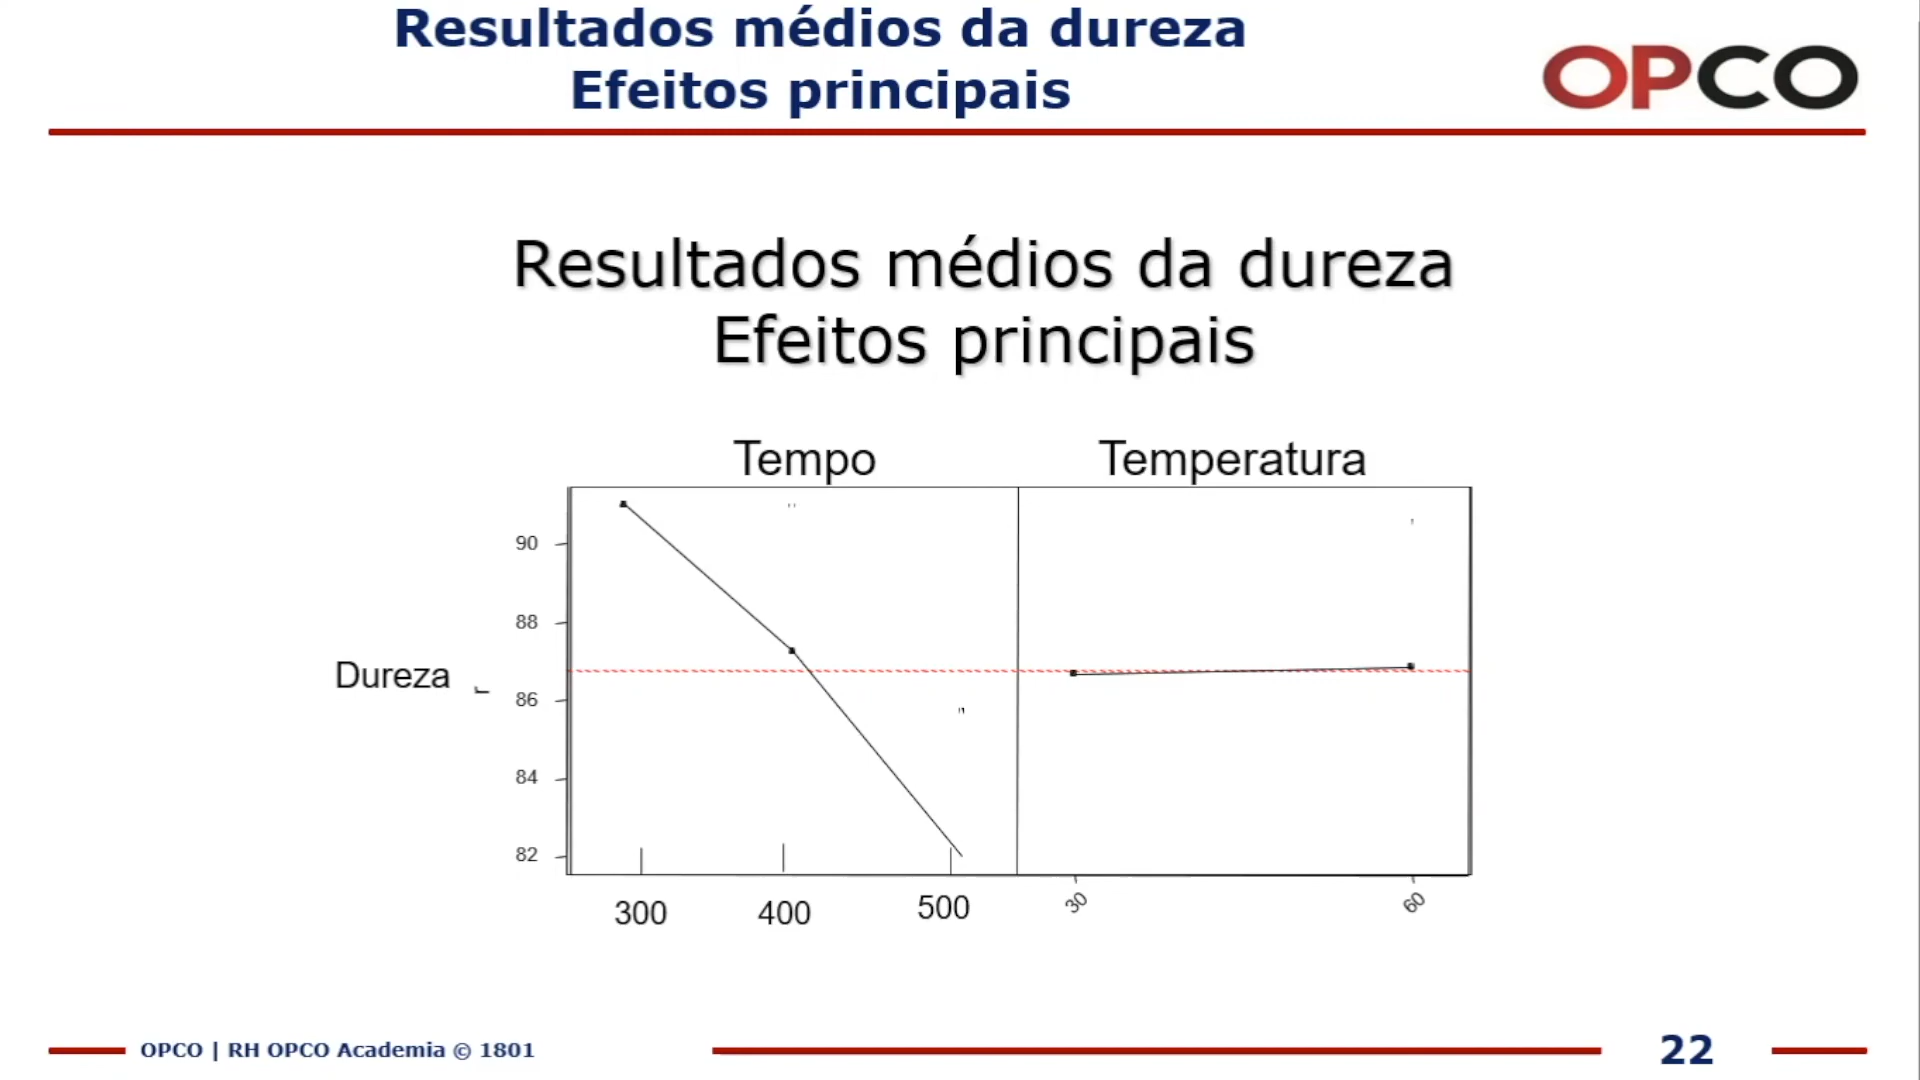 Resultados médios da dureza
Efeitos principais
OPCO
Resultados médios da dureza
Efeitos principais
Tempo Temperatura
90
88
Dureza
r
86
84
82
300 400 500 30 60
OPCO | RH OPCO Academia © 1801
22